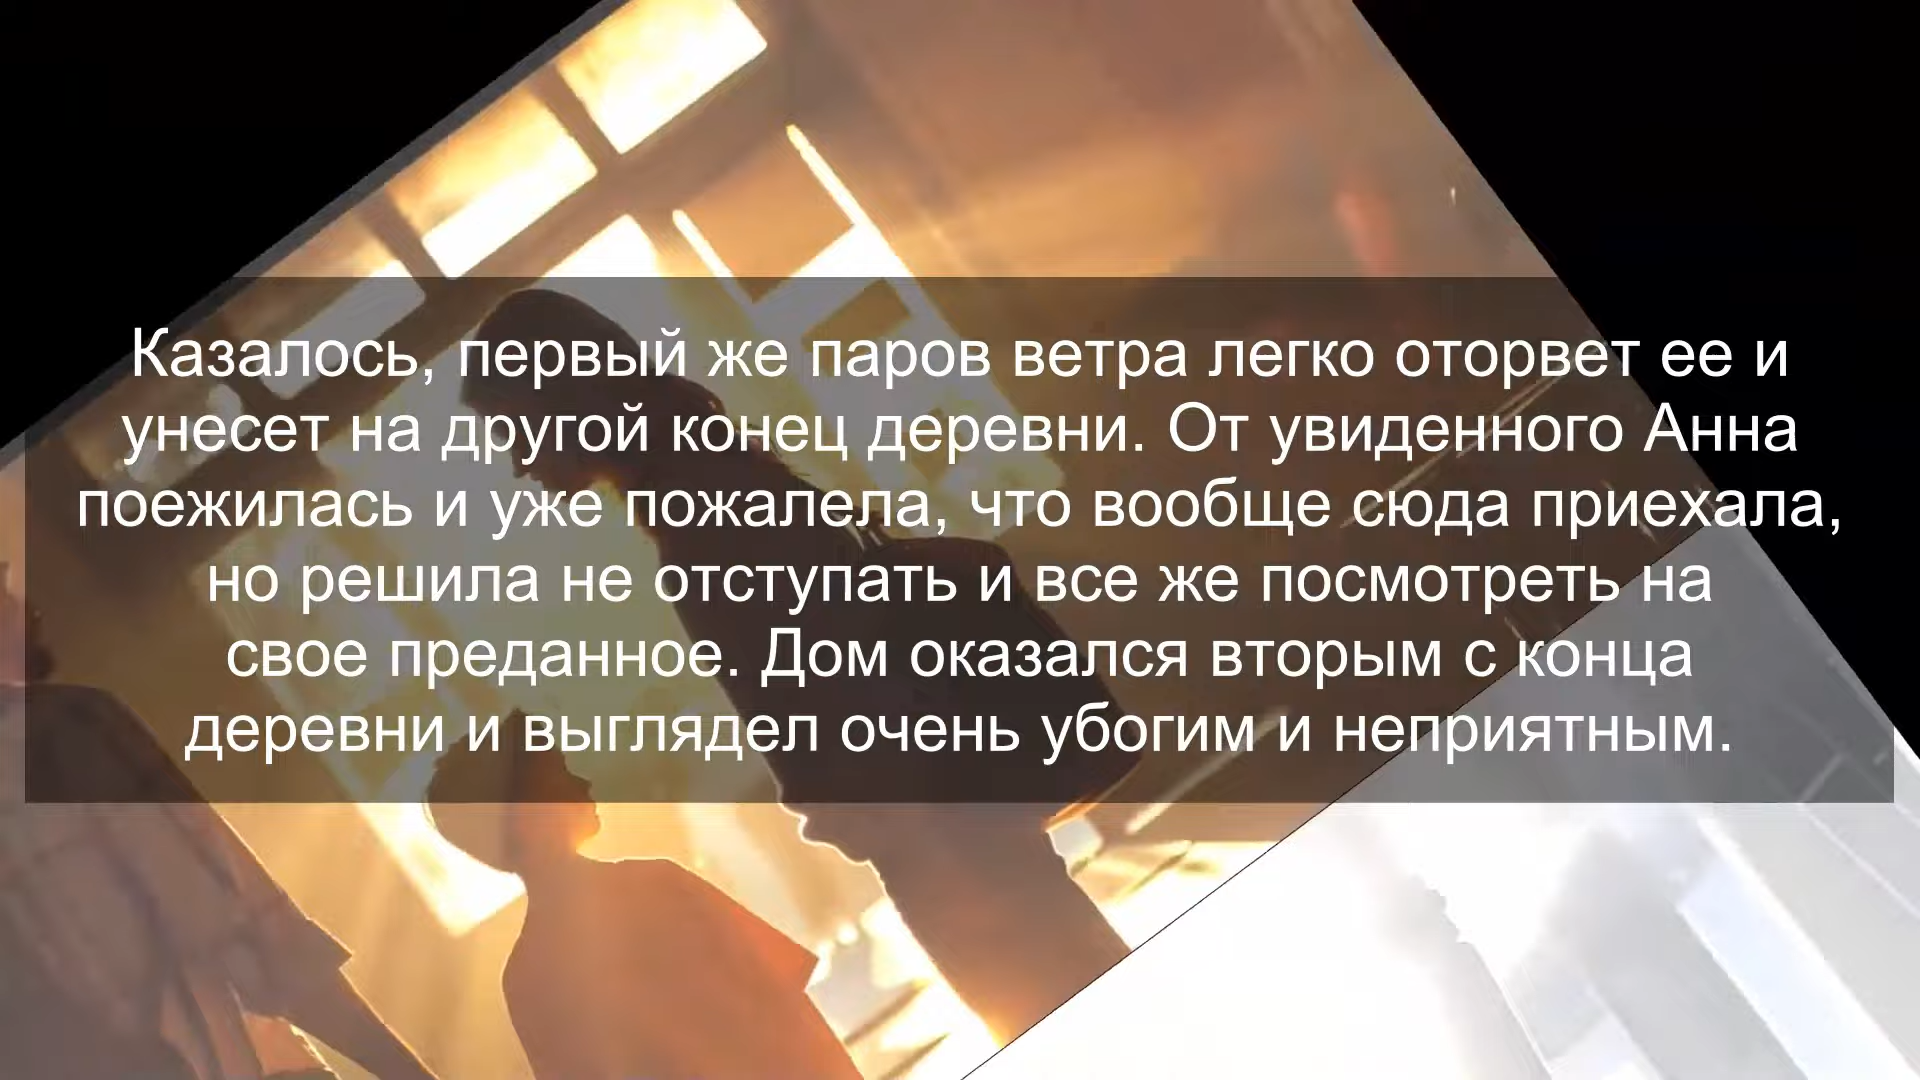 Казалось, первый же паров ветра легко оторвет ее и
унесет на другой конец деревни. От увиденного Анна
поежилась и уже пожалела, что вообще сюда приехала,
но решила не отступать и все же посмотреть на
свое преданное. Дом оказался вторым с конца
деревни и выглядел очень убогим и неприятным.